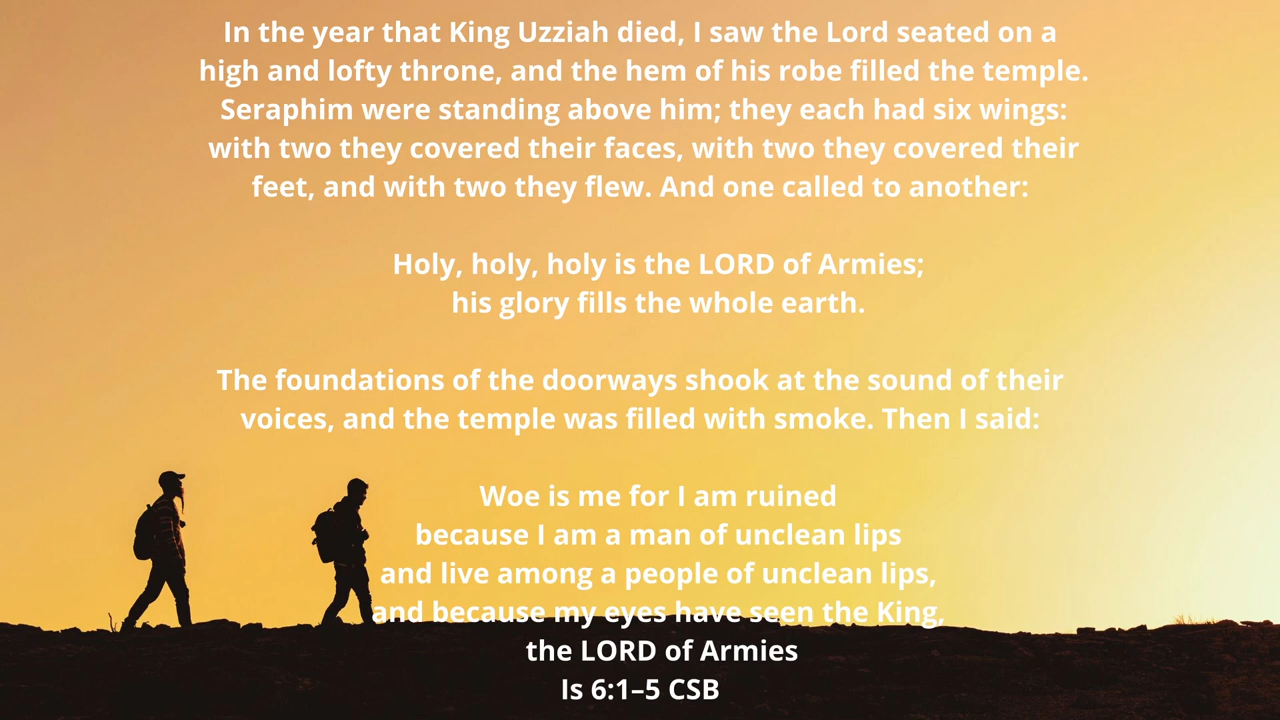 In the year that King Uzziah died, I saw the Lord seated on a
high and lofty throne, and the hem of his robe filled the temple.
Seraphim were standing above him; they each had six wings:
with two they covered their faces, with two they covered their
feet, and with two they flew. And one called to another:
Holy, holy, holy is the LORD of Armies;
his glory fills the whole earth.
The foundations of the doorways shook at the sound of their
voices, and the temple was filled with smoke. Then I said:
Woe is me for I am ruined
because I am a man of unclean lips
and live among a people of unclean lips,
and because my eyes have seen the King,
the LORD of Armies
Is 6:1–5 CSB